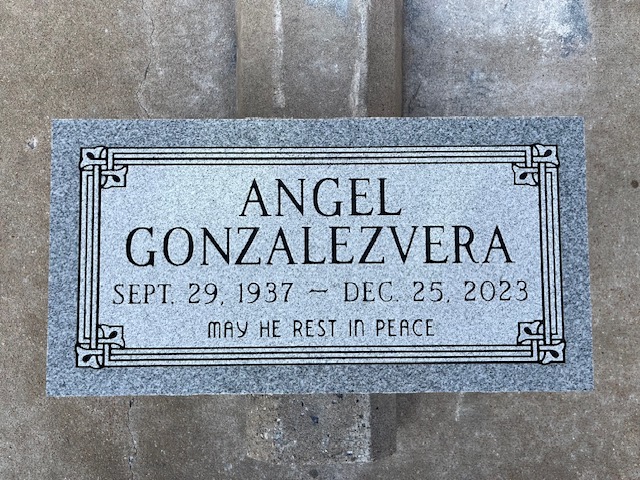 ANGEL
GONZALEZVERA
SEPT. 29, 1937 ~ DEC. 25, 2023
MAY HE REST IN PEACE